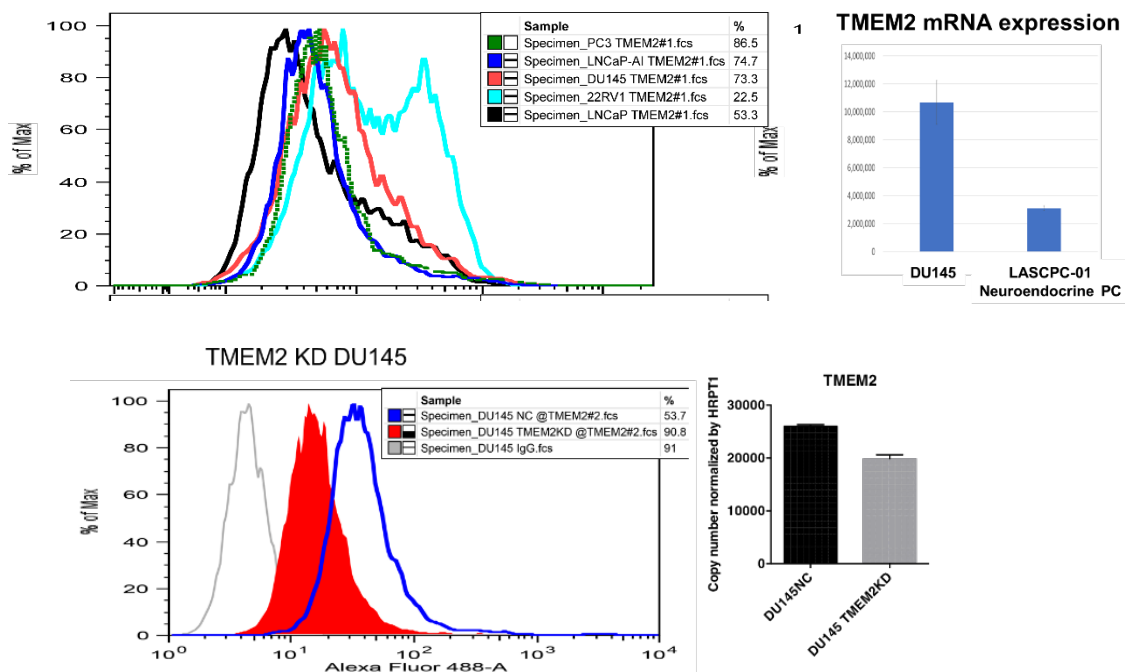 Sample %
Specimen_PC3 TMEM2#1.fcs 86.5
Specimen_LNCaP-AI TMEM2#1.fcs 74.7
Specimen_DU145 TMEM2#1.fcs 73.3
Specimen_22RV1 TMEM2#1.fcs 22.5
Specimen_LNCaP TMEM2#1.fcs 53.3
100
80
60
40
20
0
% of Max
% of Max
1
TMEM2 mRNA expression
14,000,000
12,000,000
10,000,000
8,000,000
6,000,000
4,000,000
2,000,000
0
DU145 LASCPC-01
Neuroendocrine PC
TMEM2 KD DU145
Sample %
Specimen_DU145 NC @TMEM2#2.fcs 53.7
Specimen_DU145 TMEM2KD @TMEM2#2.fcs 90.8
Specimen_DU145 IgG.fcs 91
100
80
60
40
20
0
% of Max
10⁰ 10¹ 10² 10³ 10⁴
Alexa Fluor 488-A
TMEM2
Copy number normalized by HRPT1
30000
20000
10000
0
DU145NC
DU145 TMEM2KD